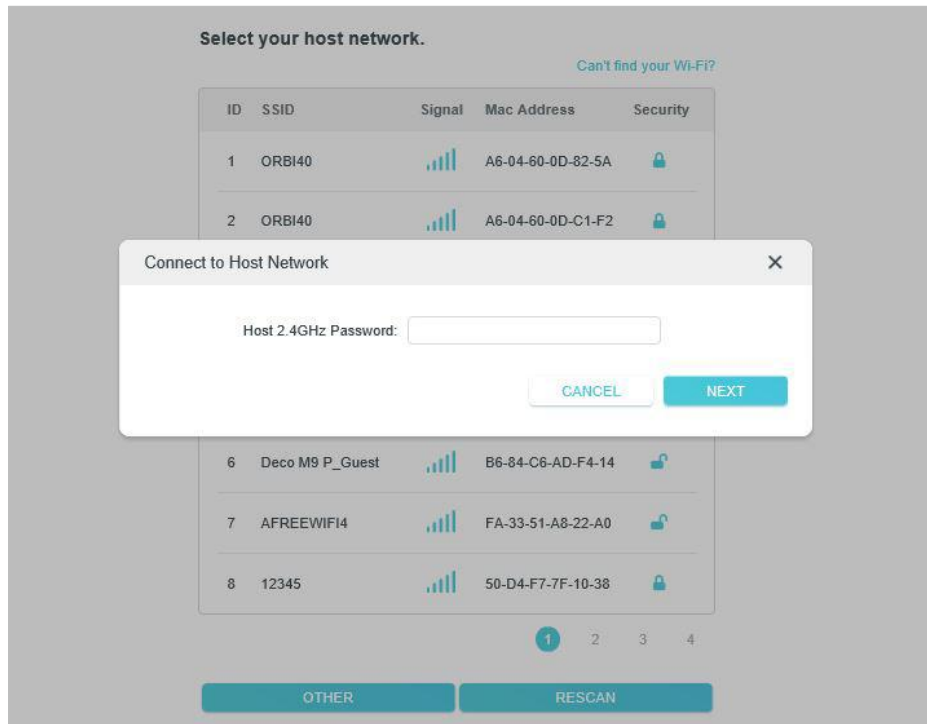 Select your host network.
Can't find your Wi-Fi?
ID SSID Signal Mac Address Security
1 ORBI40 A6-04-60-0D-82-5A
2 ORBI40 A6-04-60-0D-C1-F2
Connect to Host Network
Host 2.4GHz Password:
CANCEL NEXT
6 Deco M9 P_Guest B6-84-C6-AD-F4-14
7 AFREEWIFI4 FA-33-51-A8-22-A0
8 12345 50-D4-F7-7F-10-38
1 2 3 4
OTHER RESCAN